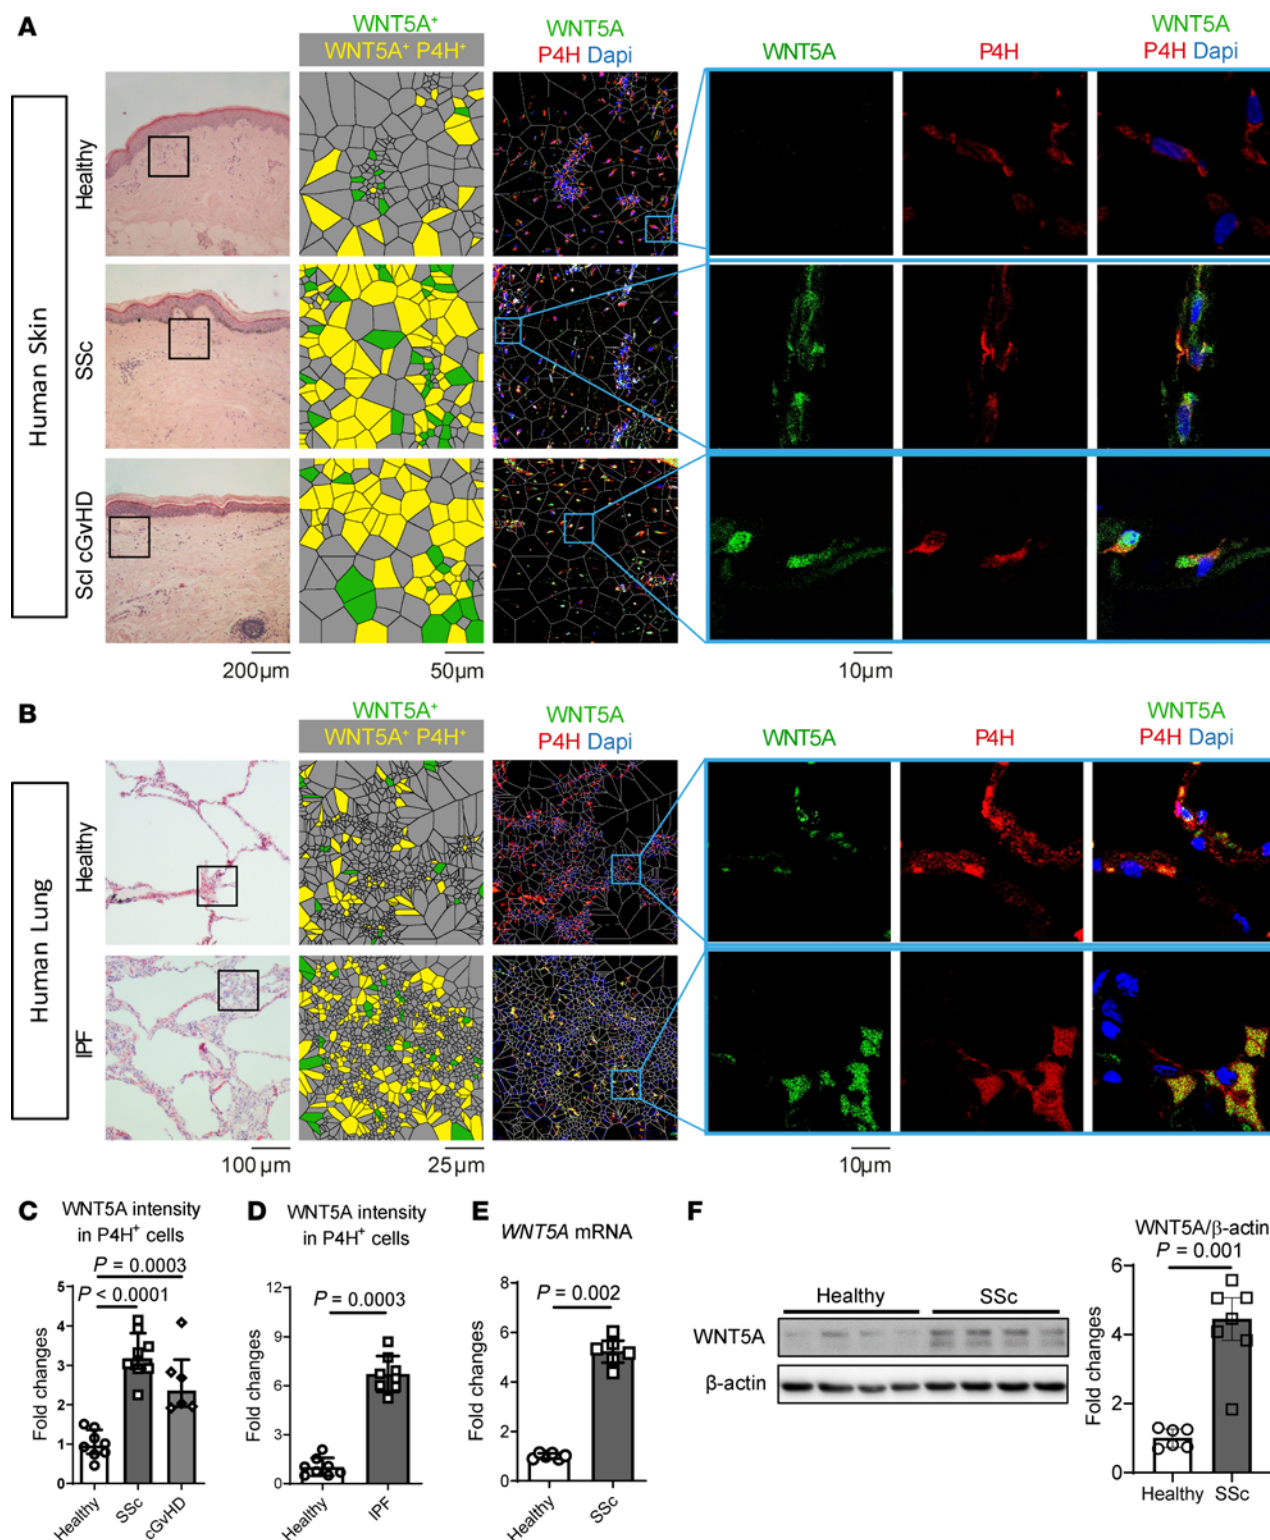 A
WNT5A⁺
WNT5A⁺ P4H⁺
WNT5A
P4H Dapi
WNT5A
P4H
WNT5A
P4H Dapi
Human Skin
Healthy
SSc
Scl cGvHD
200µm
50µm
10µm
B
WNT5A⁺
WNT5A⁺ P4H⁺
WNT5A
P4H Dapi
WNT5A
P4H
WNT5A
P4H Dapi
Human Lung
Healthy
IPF
100µm
25µm
10µm
C
WNT5A intensity
in P4H⁺ cells
P = 0.0003
P < 0.0001
Fold changes
5
4
3
2
1
0
Healthy
SSc
cGvHD
D
WNT5A intensity
in P4H⁺ cells
P = 0.0003
Fold changes
12
9
6
3
0
Healthy
IPF
E
WNT5A mRNA
P = 0.002
Fold changes
8
6
4
2
0
Healthy
SSc
F
Healthy SSc
WNT5A
β-actin
WNT5A/β-actin
P = 0.001
Fold changes
6
4
2
0
Healthy
SSc